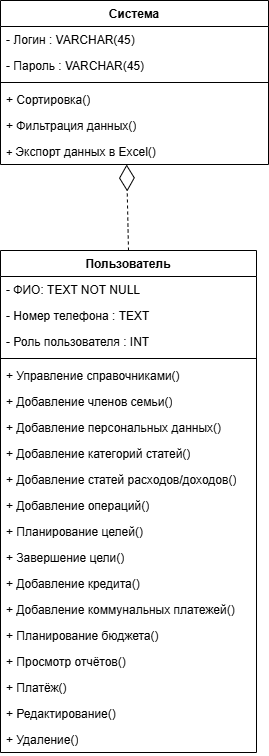 Система
- Логин : VARCHAR(45)
- Пароль : VARCHAR(45)
+ Сортировка()
+ Фильтрация данных()
+ Экспорт данных в Excel()
Пользователь
- ФИО: TEXT NOT NULL
- Номер телефона : TEXT
- Роль пользователя : INT
+ Управление справочниками()
+ Добавление членов семьи()
+ Добавление персональных данных()
+ Добавление категорий статей()
+ Добавление статей расходов/доходов()
+ Добавление операций()
+ Планирование целей()
+ Завершение цели()
+ Добавление кредита()
+ Добавление коммунальных платежей()
+ Планирование бюджета()
+ Просмотр отчётов()
+ Платёж()
+ Редактирование()
+ Удаление()